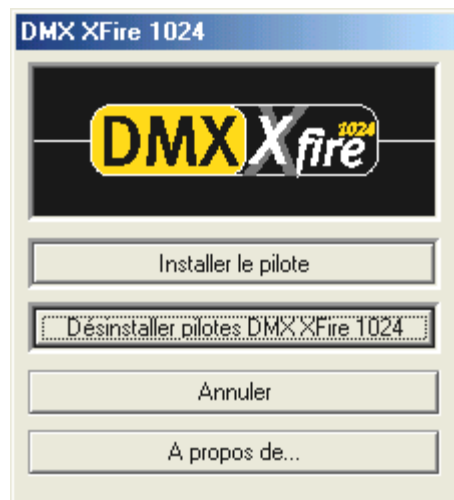 DMX XFire 1024
DMX Xfire 1024
Installer le pilote
Désinstaller pilotes DMX XFire 1024
Annuler
A propos de...